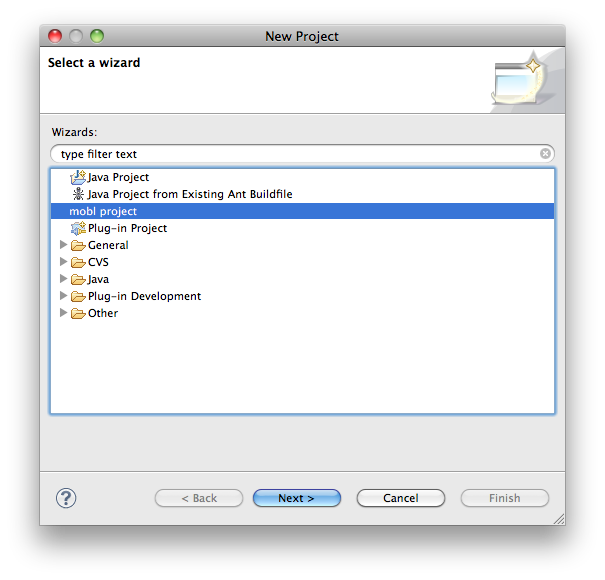 New Project
Select a wizard
Wizards:
type filter text
Java Project
Java Project from Existing Ant Buildfile
mobl project
Plug-in Project
General
CVS
Java
Plug-in Development
Other
?
< Back
Next >
Cancel
Finish